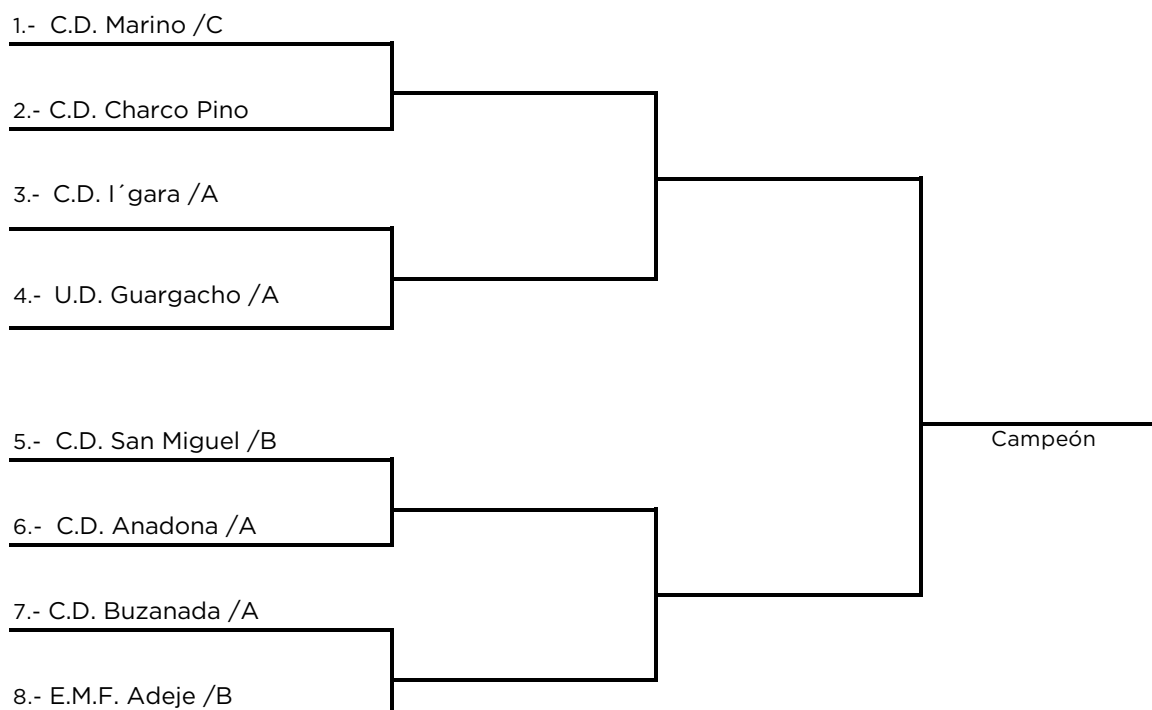 1.- C.D. Marino /C
2.- C.D. Charco Pino
3.- C.D. I´gara /A
4.- U.D. Guargacho /A
5.- C.D. San Miguel /B
Campeón
6.- C.D. Anadona /A
7.- C.D. Buzanada /A
8.- E.M.F. Adeje /B